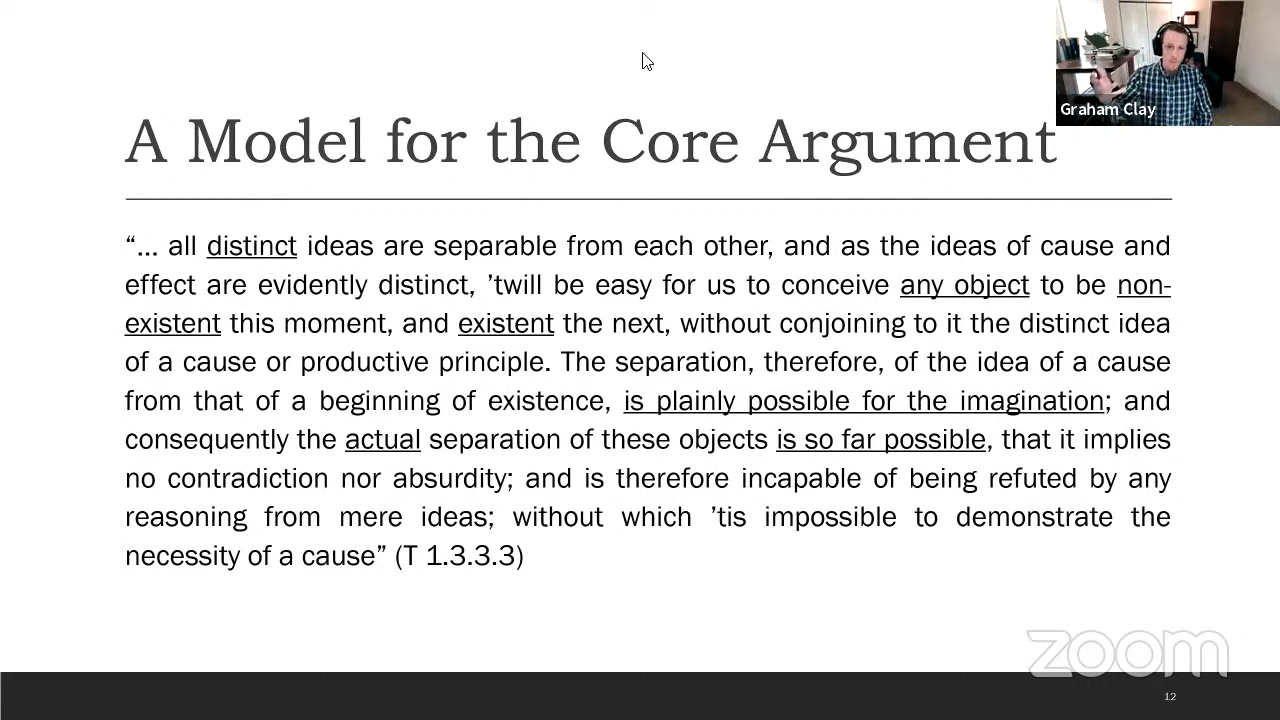 Graham Clay
A Model for the Core Argument
“... all distinct ideas are separable from each other, and as the ideas of cause and
effect are evidently distinct, ’twill be easy for us to conceive any object to be non-
existent this moment, and existent the next, without conjoining to it the distinct idea
of a cause or productive principle. The separation, therefore, of the idea of a cause
from that of a beginning of existence, is plainly possible for the imagination; and
consequently the actual separation of these objects is so far possible, that it implies
no contradiction nor absurdity; and is therefore incapable of being refuted by any
reasoning from mere ideas; without which ’tis impossible to demonstrate the
necessity of a cause” (T 1.3.3.3)
zoom
12